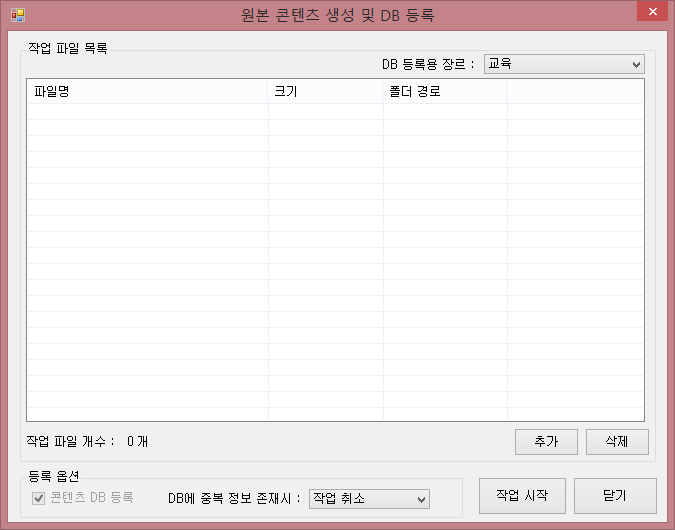 원본 콘텐츠 생성 및 DB 등록
작업 파일 목록
DB 등록용 장르 : 교육
파일명 크기 폴더 경로
작업 파일 개수 : 0 개
추가 삭제
등록 옵션
콘텐츠 DB 등록 DB에 중복 정보 존재시 : 작업 취소
작업 시작 닫기